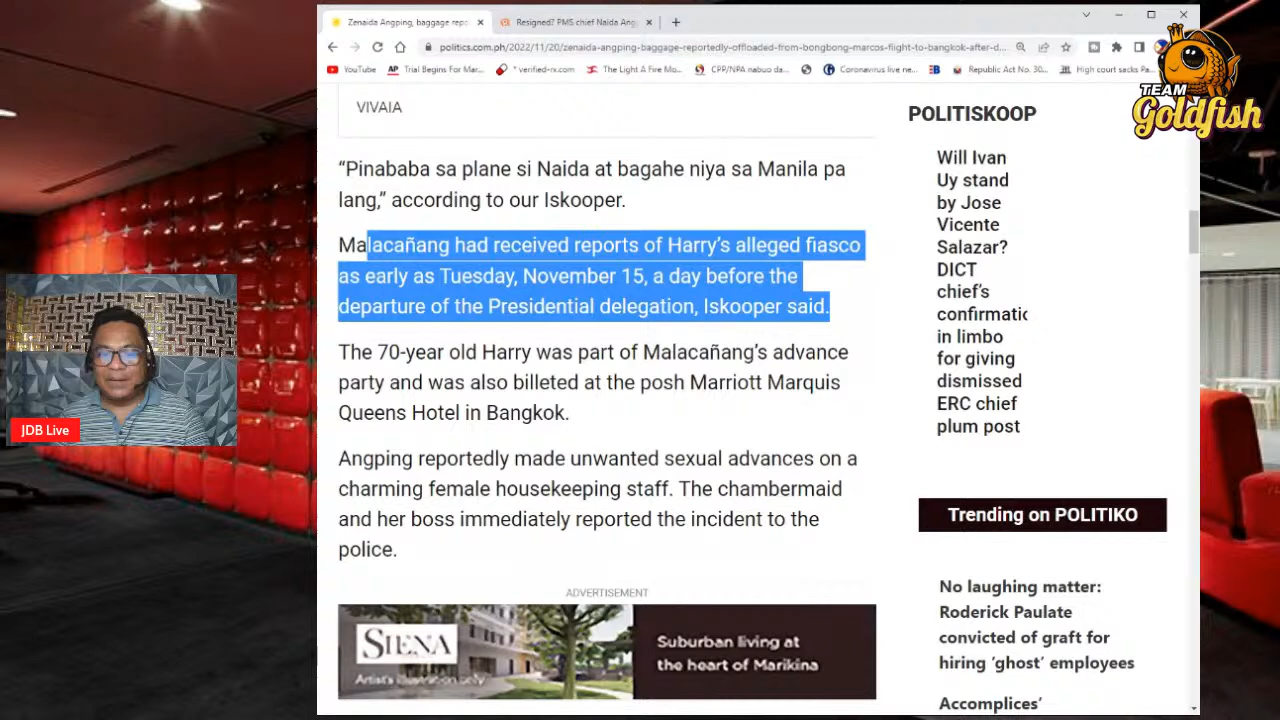 Zenaida Angping, baggage repo
Resigned? PMS chief Naida Ang
politics.com.ph/2022/11/20/zenaida-angping-baggage-reportedly-offloaded-from-bongbong-marcos-flight-to-bangkok-after-d...
YouTube
AP Trial Begins For Mar...
* verified-rx.com
The Light A Fire Mo...
CPP/NPA nabuo da...
Coronavirus live ne...
Republic Act No. 30...
High court sacks Pa
TEAM
Goldfish
VIVAIA
“Pinababa sa plane si Naida at bagahe niya sa Manila pa
lang,” according to our Iskooper.
Malacañang had received reports of Harry’s alleged fiasco
as early as Tuesday, November 15, a day before the
departure of the Presidential delegation, Iskooper said.
The 70-year old Harry was part of Malacañang’s advance
party and was also billeted at the posh Marriott Marquis
Queens Hotel in Bangkok.
Angping reportedly made unwanted sexual advances on a
charming female housekeeping staff. The chambermaid
and her boss immediately reported the incident to the
police.
ADVERTISEMENT
SIENA
Artist's illustration only
Suburban living at
the heart of Marikina
POLITISKOOP
Will Ivan
Uy stand
by Jose
Vicente
Salazar?
DICT
chief’s
confirmatic
in limbo
for giving
dismissed
ERC chief
plum post
Trending on POLITIKO
No laughing matter:
Roderick Paulate
convicted of graft for
hiring ‘ghost’ employees
Accomplices’
JDB Live